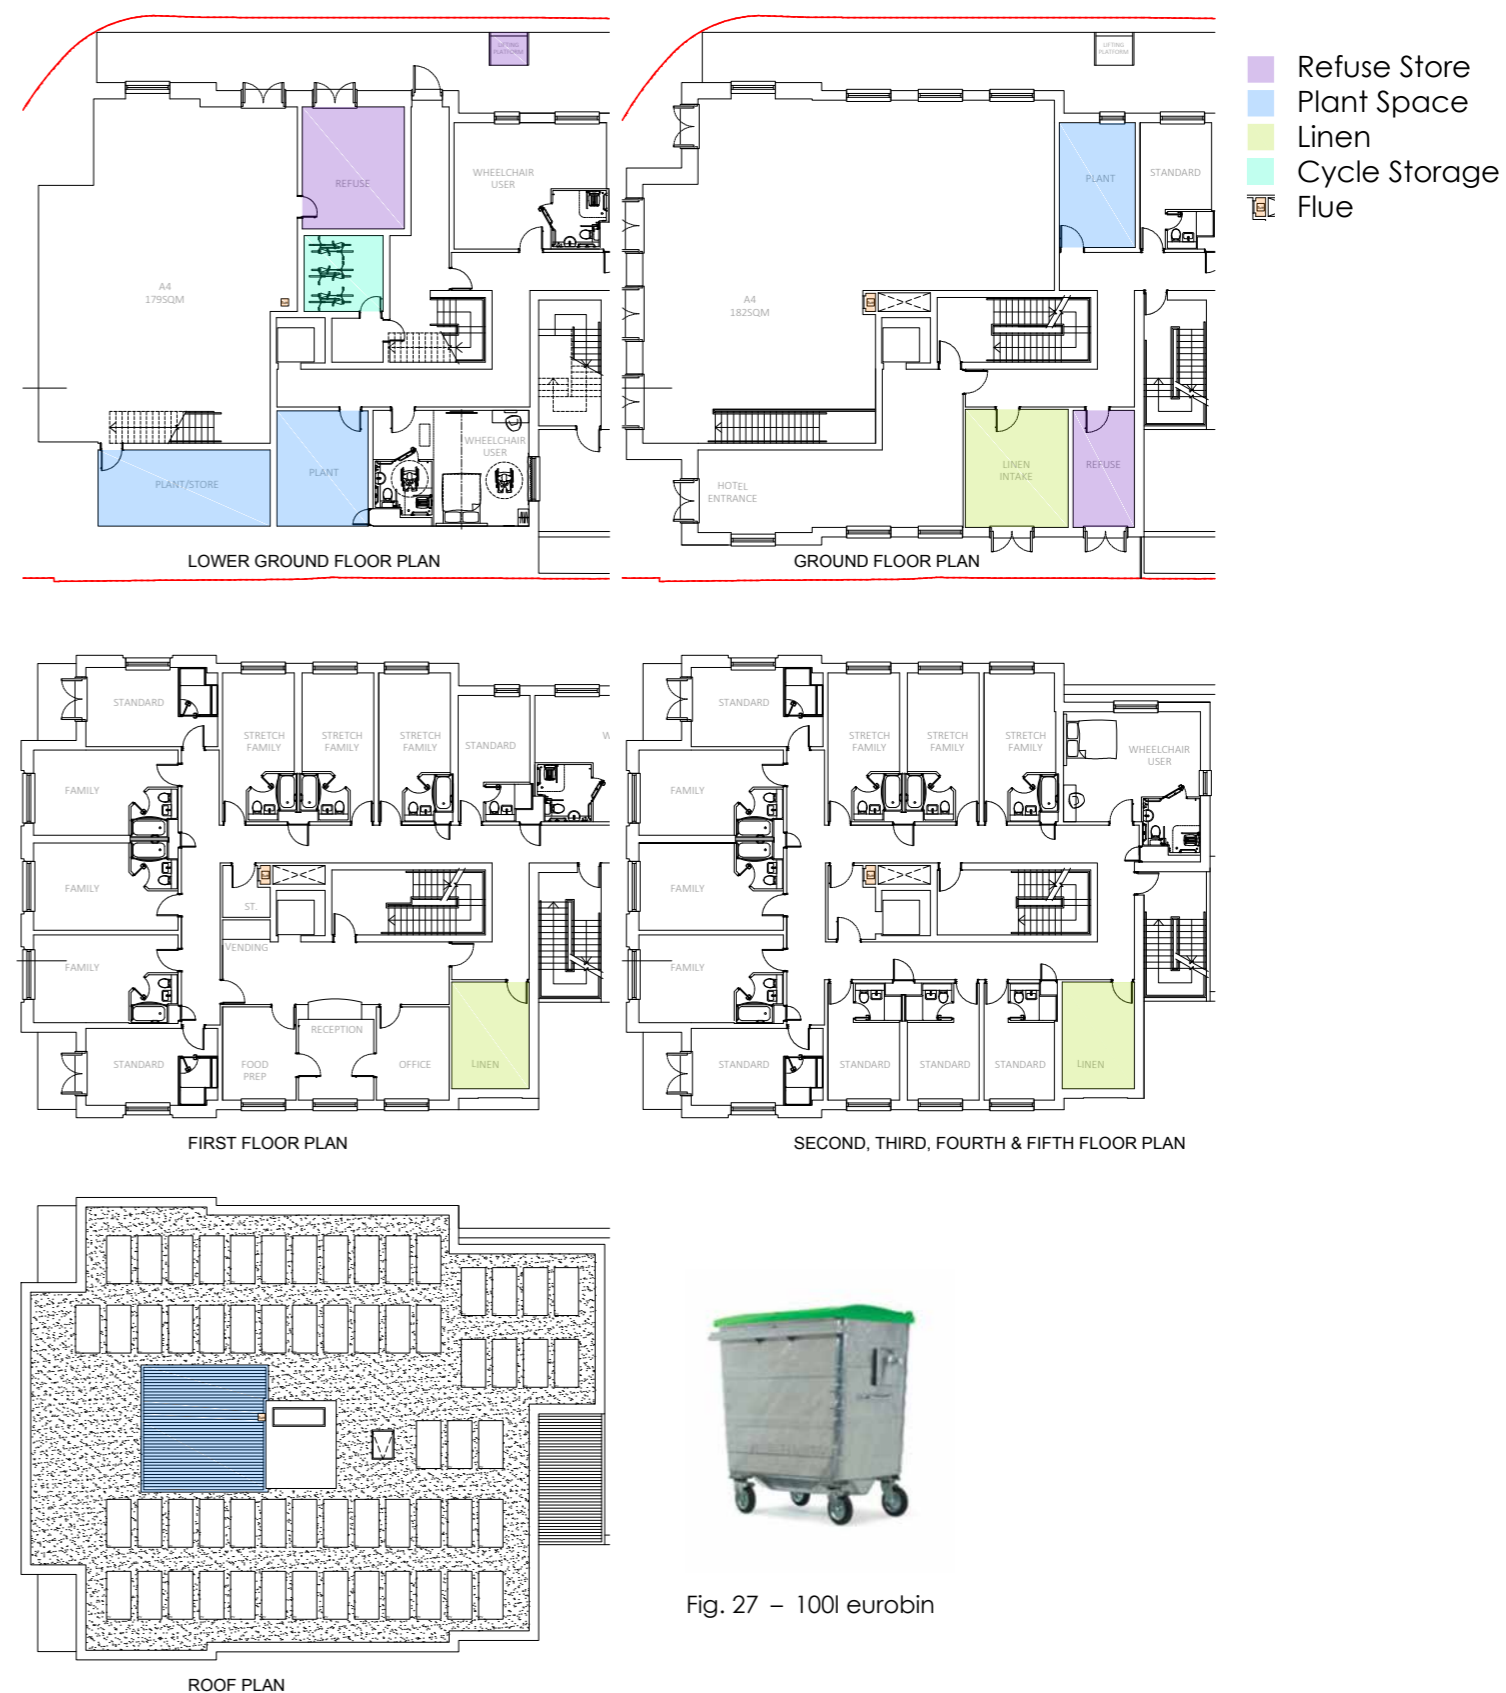 LIFTING
PLATFORM
REFUSE
WHEELCHAIR
USER
A4
179SQM
PLANT/STORE
PLANT
WHEELCHAIR
USER
LOWER GROUND FLOOR PLAN
LIFTING
PLATFORM
PLANT
STANDARD
A4
182SQM
HOTEL
ENTRANCE
LINEN
INTAKE
REFUSE
GROUND FLOOR PLAN
Refuse Store
Plant Space
Linen
Cycle Storage
Flue
STANDARD
STRETCH
FAMILY
STRETCH
FAMILY
STRETCH
FAMILY
STANDARD
W
FAMILY
FAMILY
ST.
VENDING
FAMILY
RECEPTION
STANDARD
FOOD
PREP
OFFICE
LINEN
FIRST FLOOR PLAN
STANDARD
STRETCH
FAMILY
STRETCH
FAMILY
STRETCH
FAMILY
WHEELCHAIR
USER
FAMILY
FAMILY
FAMILY
STANDARD
STANDARD
STANDARD
STANDARD
LINEN
SECOND, THIRD, FOURTH & FIFTH FLOOR PLAN
ROOF PLAN
Fig. 27 – 100l eurobin